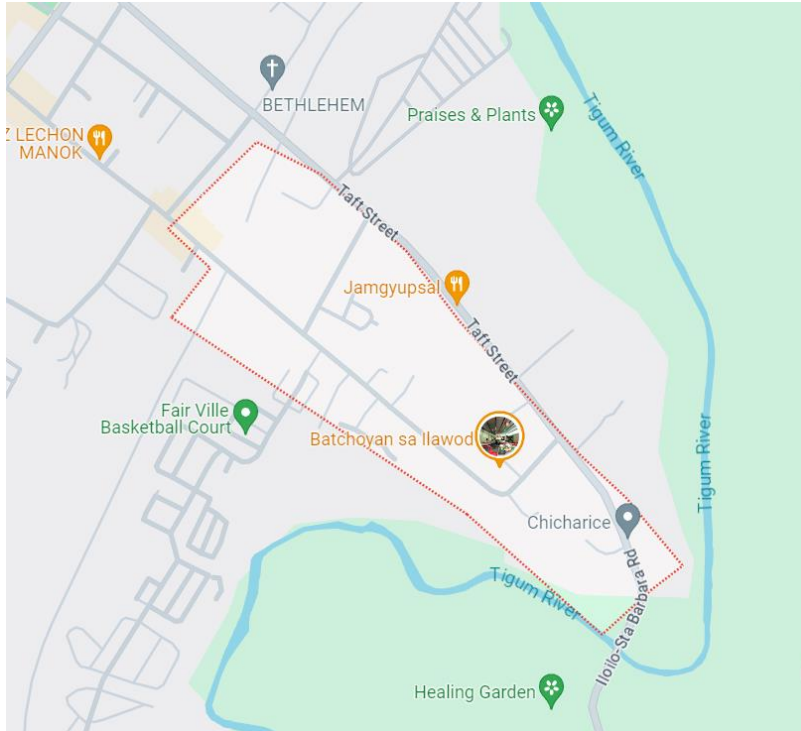 BETHLEHEM
Praises & Plants
Tigum River
Z LECHON
MANOK
Taft Street
Jamgyupsal
Taft Street
Fair Ville
Basketball Court
Batchoyan sa Ilawod
Tigum River
Chicharice
Tigum River
Iloilo-Sta Barbara Rd
Healing Garden